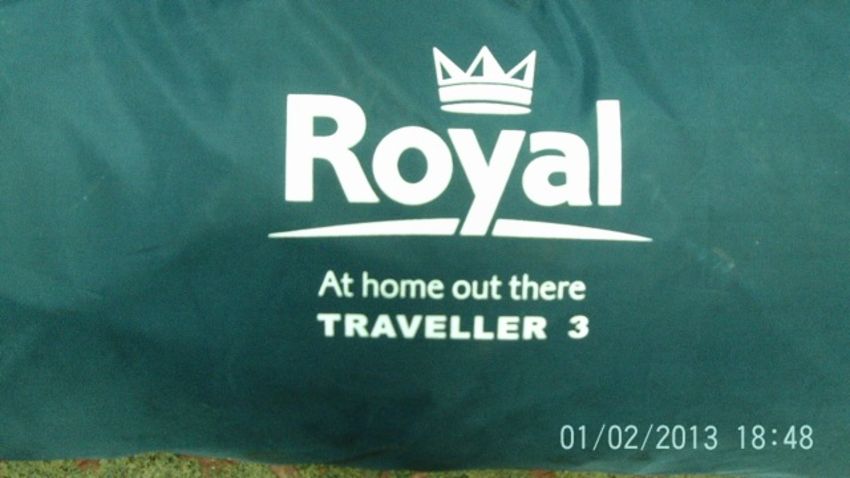 Royal
At home out there
TRAVELLER 3
01/02/2013 18:48